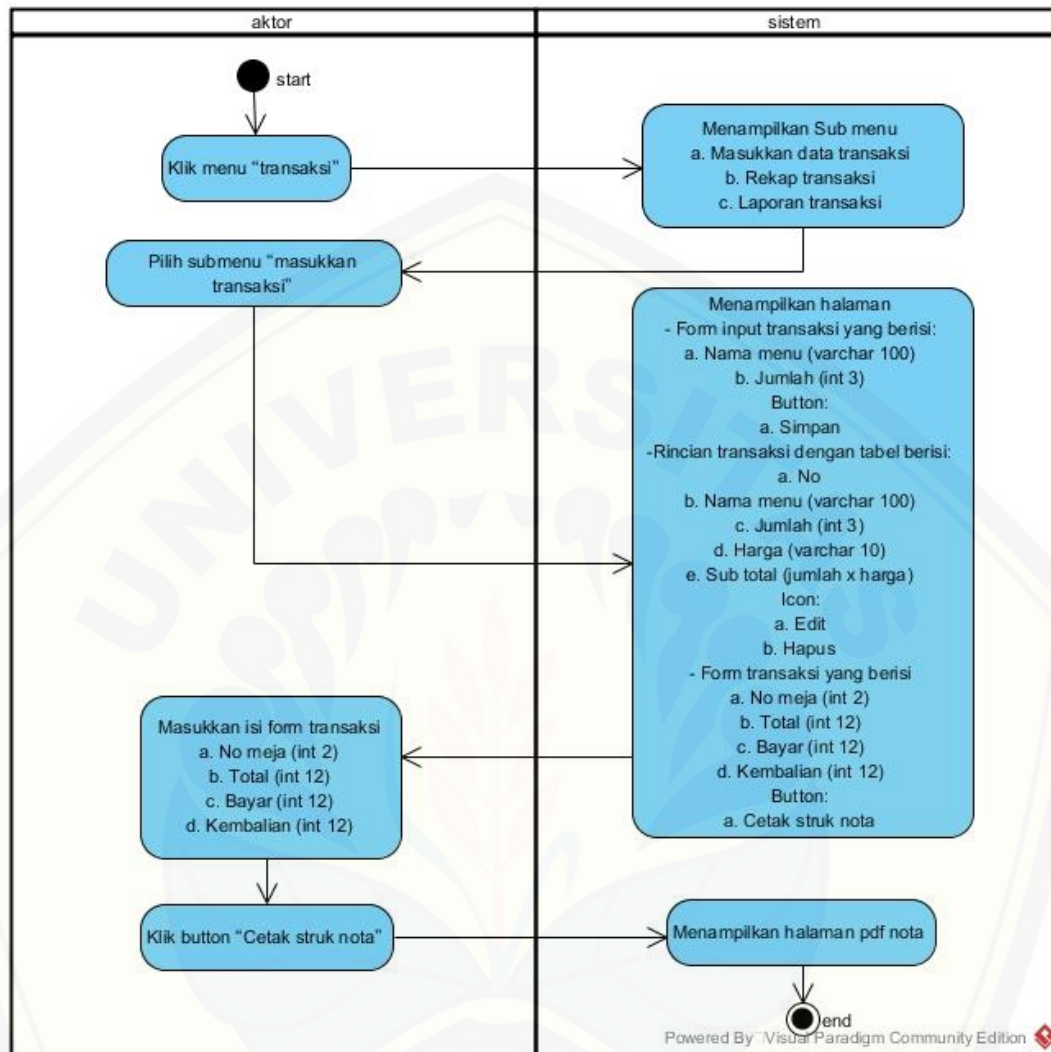 aktor
sistem
start
Klik menu "transaksi"
Menampilkan Sub menu
a. Masukkan data transaksi
b. Rekap transaksi
c. Laporan transaksi
Pilih submenu "masukkan
transaksi"
Menampilkan halaman
- Form input transaksi yang berisi:
a. Nama menu (varchar 100)
b. Jumlah (int 3)
Button:
a. Simpan
-Rincian transaksi dengan tabel berisi:
a. No
b. Nama menu (varchar 100)
c. Jumlah (int 3)
d. Harga (varchar 10)
e. Sub total (jumlah x harga)
Icon:
a. Edit
b. Hapus
- Form transaksi yang berisi
a. No meja (int 2)
b. Total (int 12)
c. Bayar (int 12)
d. Kembalian (int 12)
Button:
a. Cetak struk nota
Masukkan isi form transaksi
a. No meja (int 2)
b. Total (int 12)
c. Bayar (int 12)
d. Kembalian (int 12)
Klik button "Cetak struk nota"
Menampilkan halaman pdf nota
end
Powered By Visual Paradigm Community Edition
UNIVERSITAS